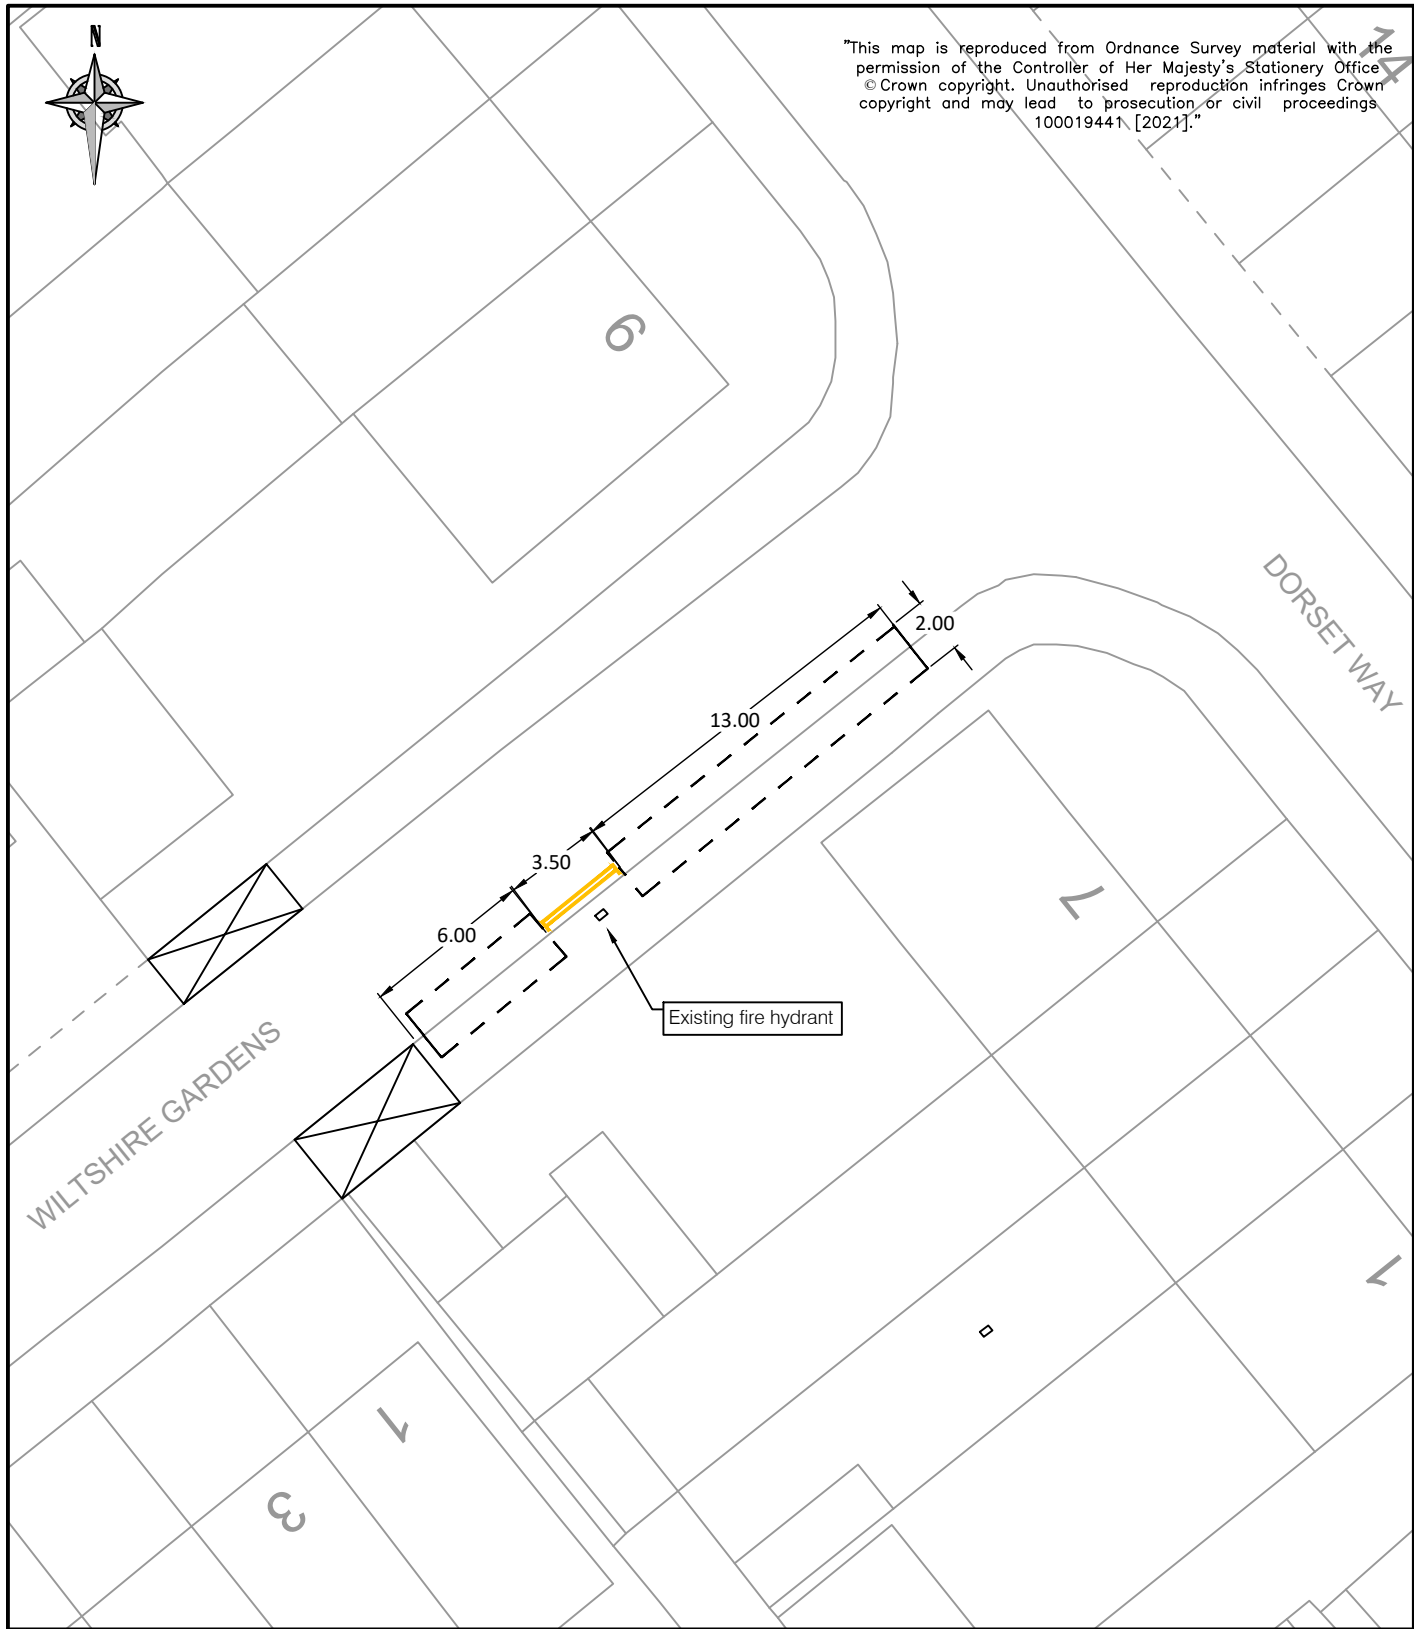 N
"This map is reproduced from Ordnance Survey material with the
permission of the Controller of Her Majesty's Stationery Office
© Crown copyright. Unauthorised reproduction infringes Crown
copyright and may lead to prosecution or civil proceedings
100019441 [2021]."
14
9
DORSET WAY
2.00
13.00
3.50
6.00
7
Existing fire hydrant
WILTSHIRE GARDENS
1
1
3